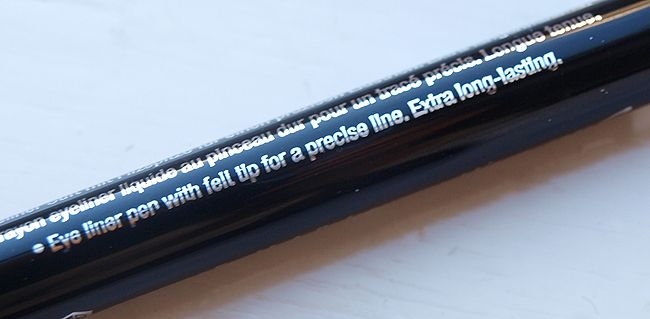 ayon eyeliner liquide au pinceau dur pour un tracé précis. Longue tenue.
• Eye liner pen with felt tip for a precise line. Extra long-lasting.